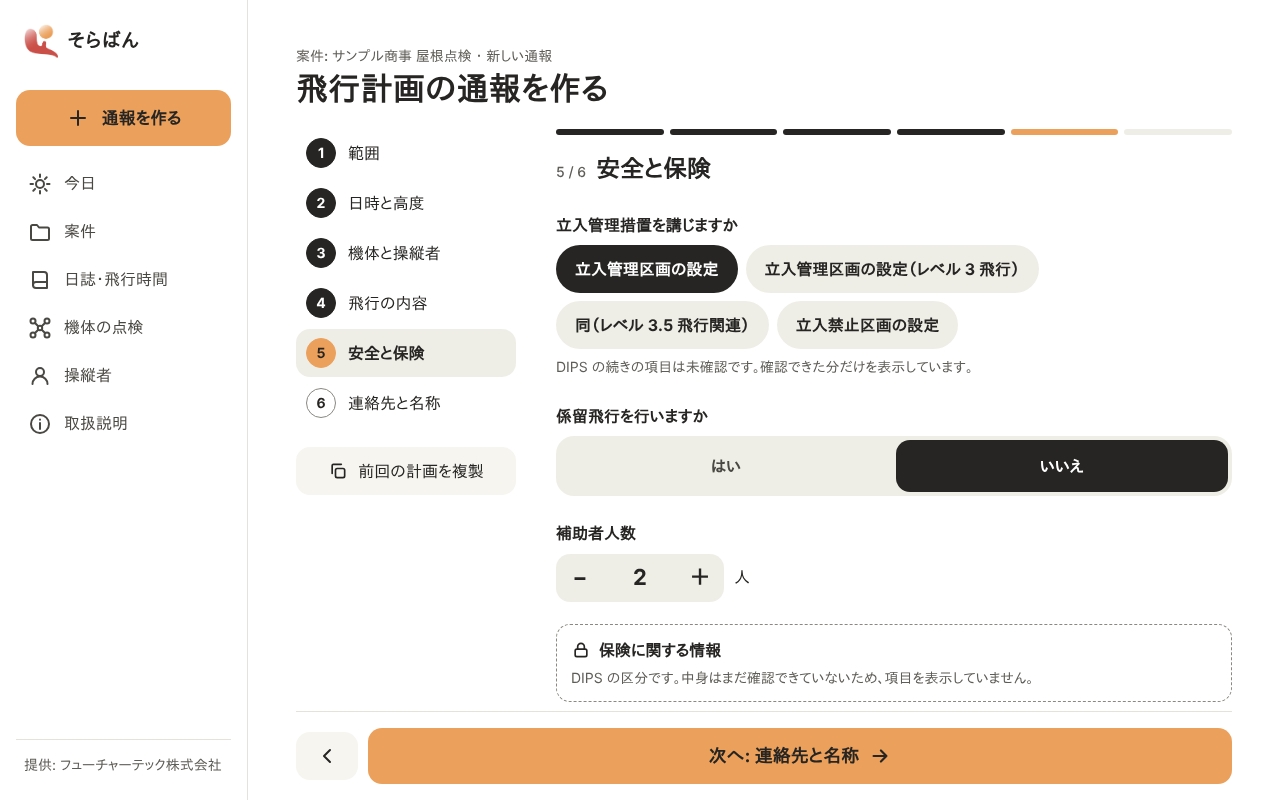 そらばん
通報を作る
今日
案件
日誌・飛行時間
機体の点検
操縦者
取扱説明
提供: フューチャーテック株式会社
案件: サンプル商事 屋根点検・新しい通報
飛行計画の通報を作る
1 範囲
2 日時と高度
3 機体と操縦者
4 飛行の内容
5 安全と保険
6 連絡先と名称
前回の計画を複製
5 / 6 安全と保険
立入管理措置を講じますか
立入管理区画の設定 立入管理区画の設定（レベル 3 飛行）
同（レベル 3.5 飛行関連） 立入禁止区画の設定
DIPS の続きの項目は未確認です。確認できた分だけを表示しています。
係留飛行を行いますか
はい いいえ
補助者人数
− 2 + 人
保険に関する情報
DIPS の区分です。中身はまだ確認できていないため、項目を表示していません。
次へ: 連絡先と名称 →